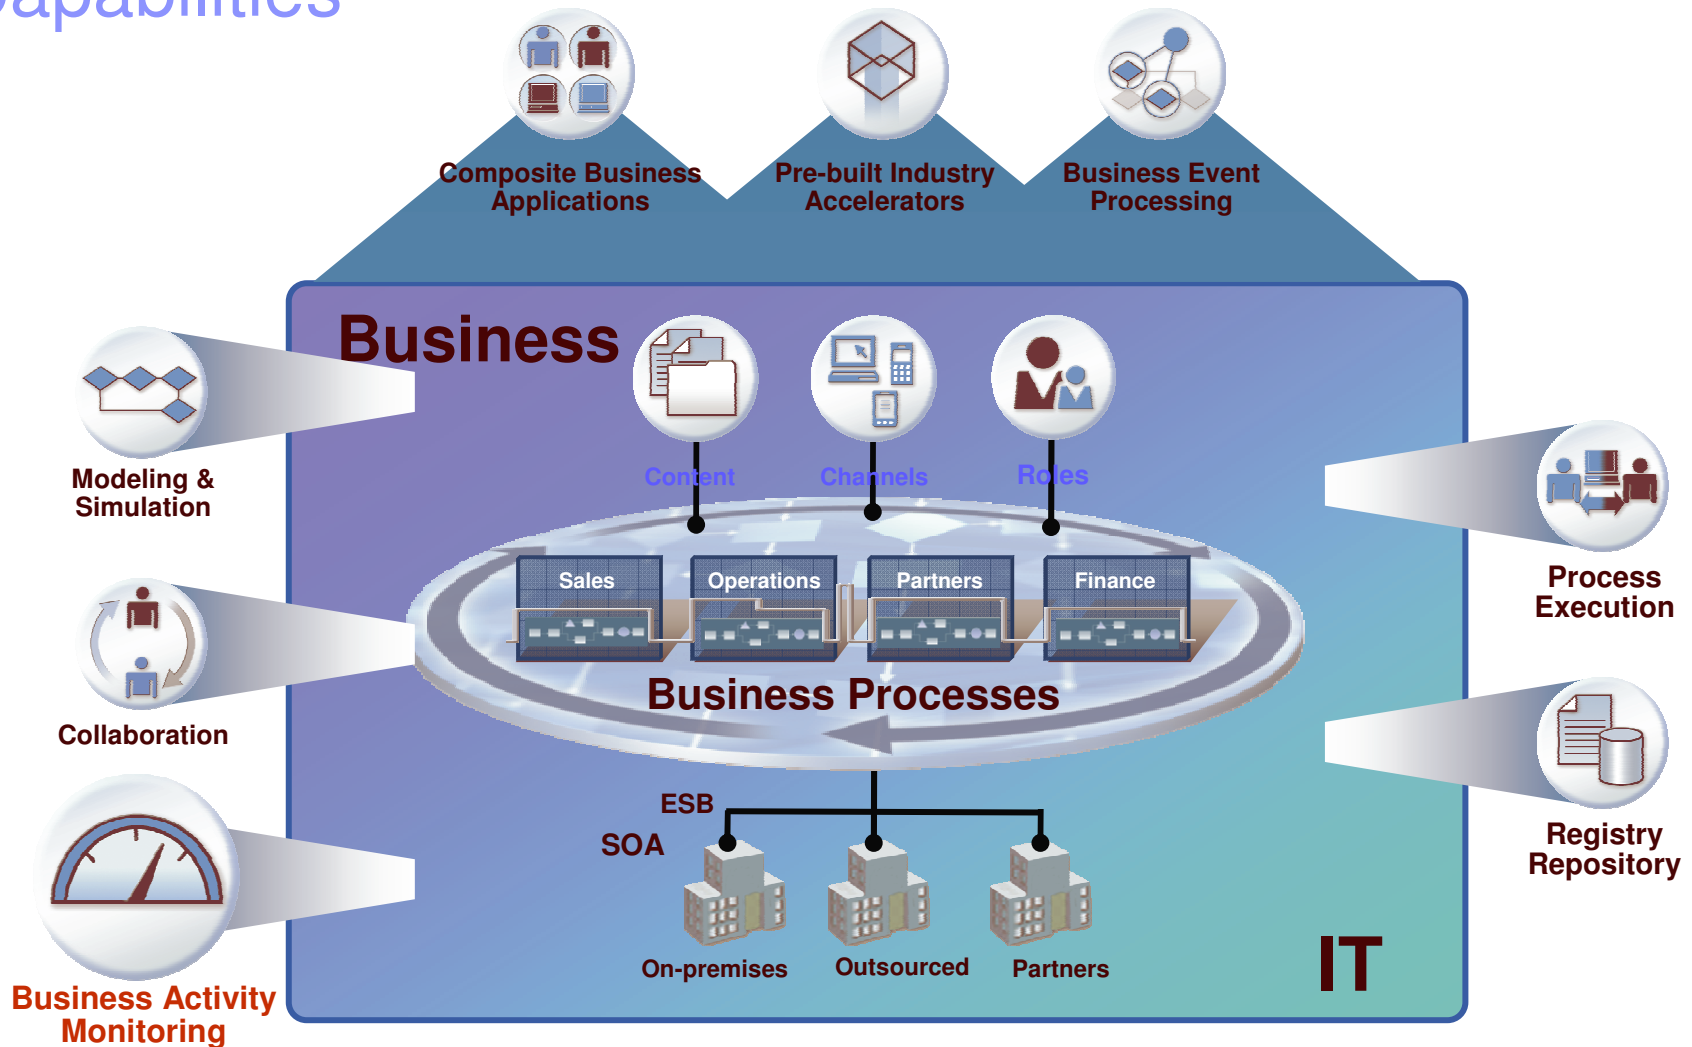 Composite Business
Applications
Pre-built Industry
Accelerators
Business Event
Processing
Business
Modeling &
Simulation
Content
Channels
Roles
Process
Execution
Sales
Operations
Partners
Finance
Business Processes
Collaboration
ESB
SOA
Registry
Repository
On-premises
Outsourced
Partners
IT
Business Activity
Monitoring